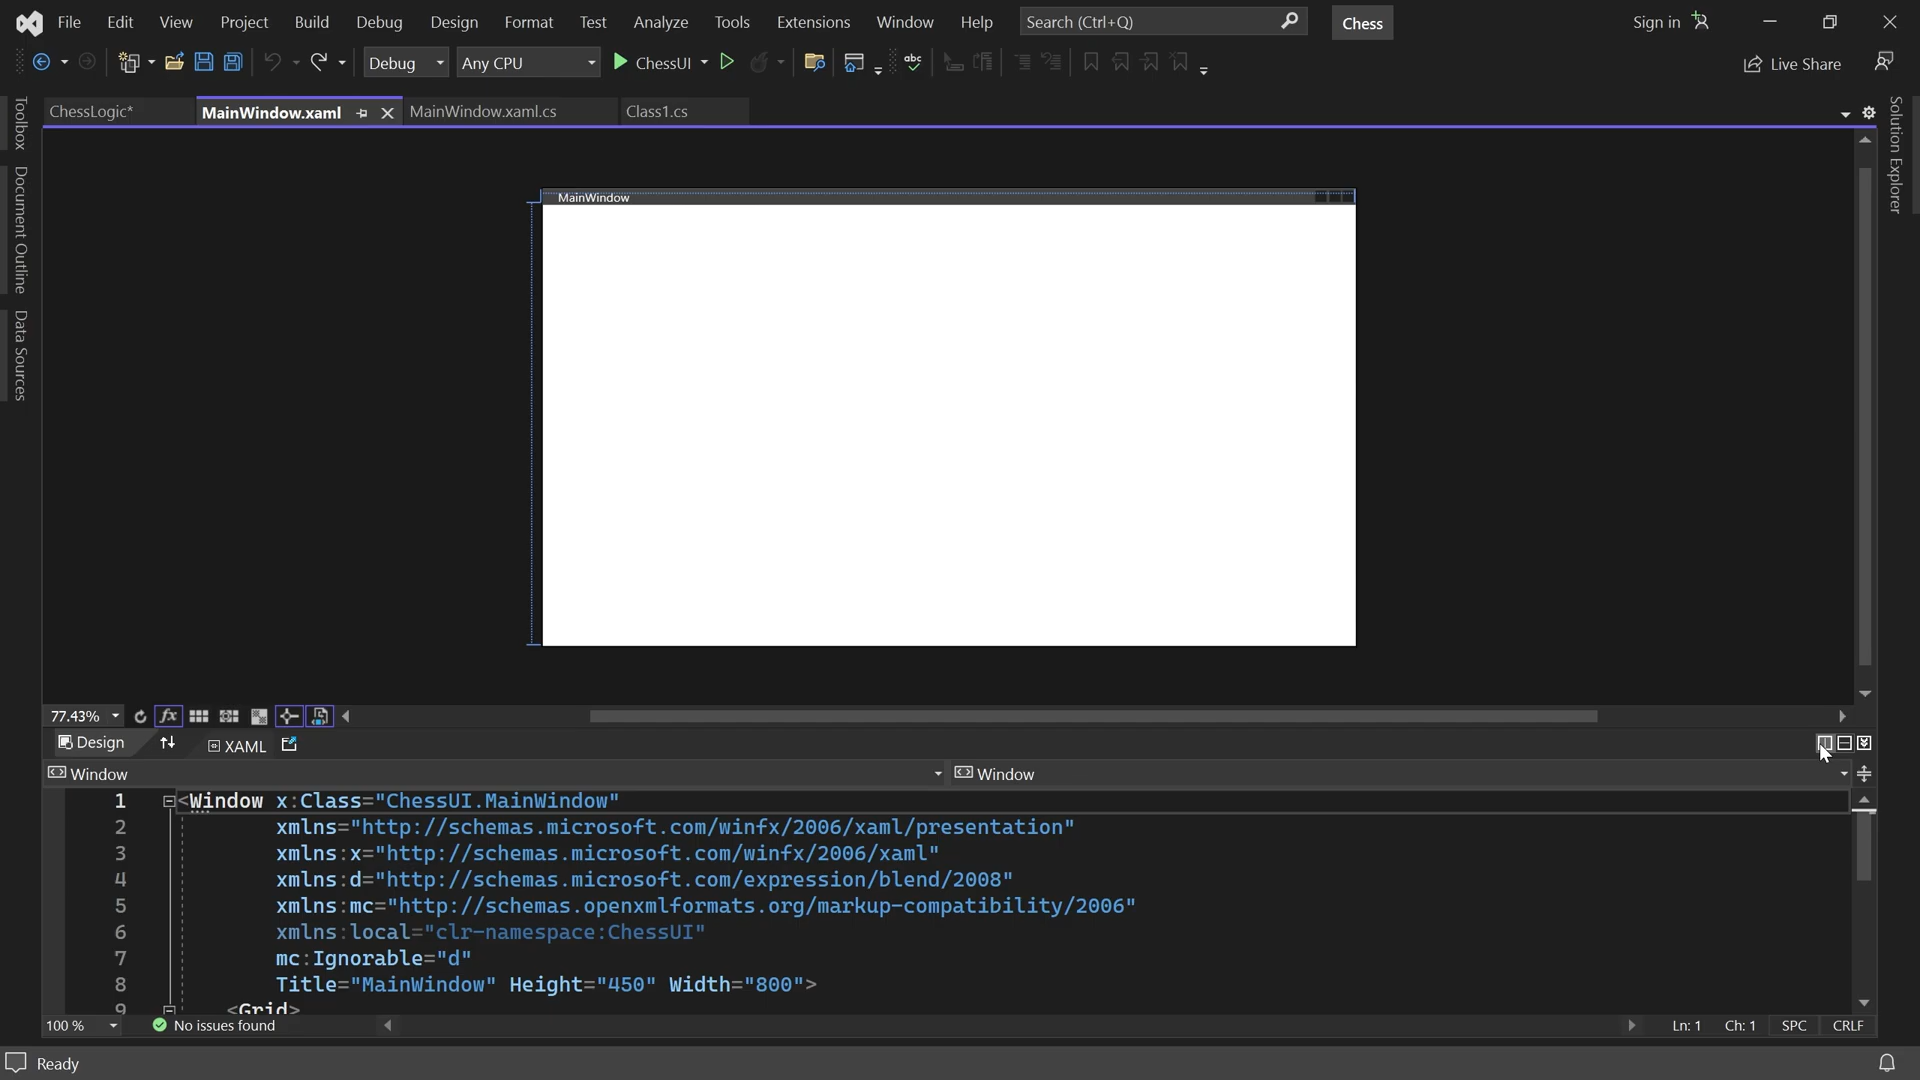 File Edit View Project Build Debug Design Format Test Analyze Tools Extensions Window Help Search (Ctrl+Q) Chess Sign in
Debug Any CPU ChessUI abc Live Share
ChessLogic* MainWindow.xaml MainWindow.xaml.cs Class1.cs
Toolbox
Document Outline
Data Sources
Solution Explorer
MainWindow
77.43% fx
Design XAML
Window Window
1 <Window x:Class="ChessUI.MainWindow"
2 xmlns="http://schemas.microsoft.com/winfx/2006/xaml/presentation"
3 xmlns:x="http://schemas.microsoft.com/winfx/2006/xaml"
4 xmlns:d="http://schemas.microsoft.com/expression/blend/2008"
5 xmlns:mc="http://schemas.openxmlformats.org/markup-compatibility/2006"
6 xmlns:local="clr-namespace:ChessUI"
7 mc:Ignorable="d"
8 Title="MainWindow" Height="450" Width="800">
9 <Grid>
100 % No issues found Ln: 1 Ch: 1 SPC CRLF
Ready